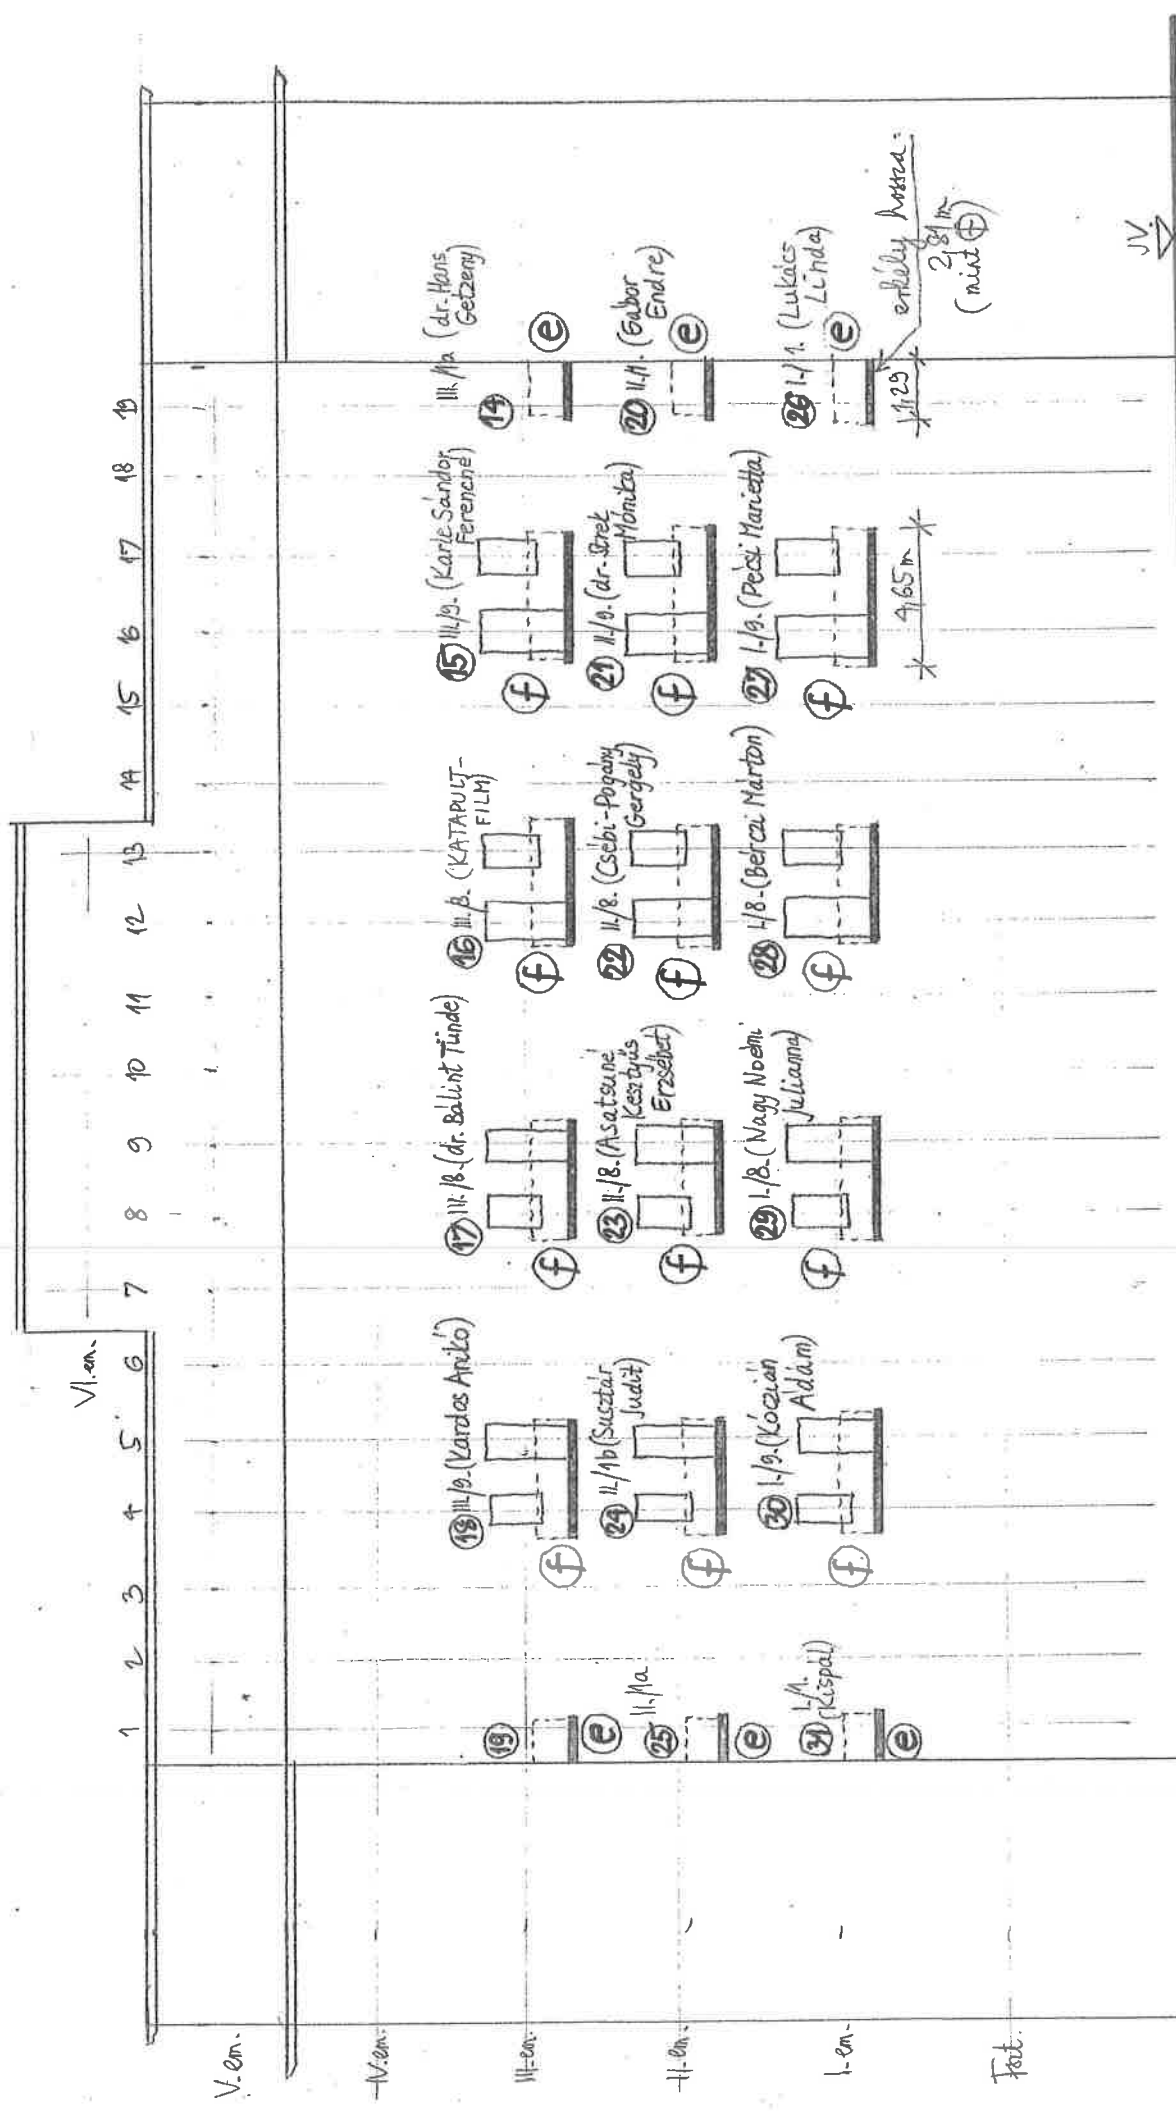 VI. em.
1 2 3 4 5 6 7 8 9 10 11 12 13 14 15 16 17 18 19
V. em.
IV. em.
III. em.
19
e
18 III./9. (Kardos Anikó)
f
17 III./8. (dr. Bálint Tünde)
f
16 III./8. (KATAPULT-
FILM)
f
15 III./9. (Karle Sándor
Ferencné)
f
14 III./1a (dr. Hans
Getzeny)
e
II. em.
25 II./1a
e
24 II./1b (Susztár
Judit)
f
23 II./8. (Asatsuné
Kesztyűs
Erzsébet)
f
22 II./8. (Csébi-Pogány
Gergely)
f
21 II./9. (dr. Strek
Mónika)
f
20 II./1. (Gábor
Endre)
e
I. em.
31 I./1.
(Kispál)
e
30 I./9. (Kóczián
Ádám)
f
29 I./8. (Nagy Noémi
Julianna)
f
28 I./8. (Berczi Márton)
f
27 I./9. (Pécsi Marietta)
f
26 I./1. (Lukács
Linda)
e
4,65 m
1,29
erkély hossza:
2,81 m
(mint f)
Fszt.
JV.